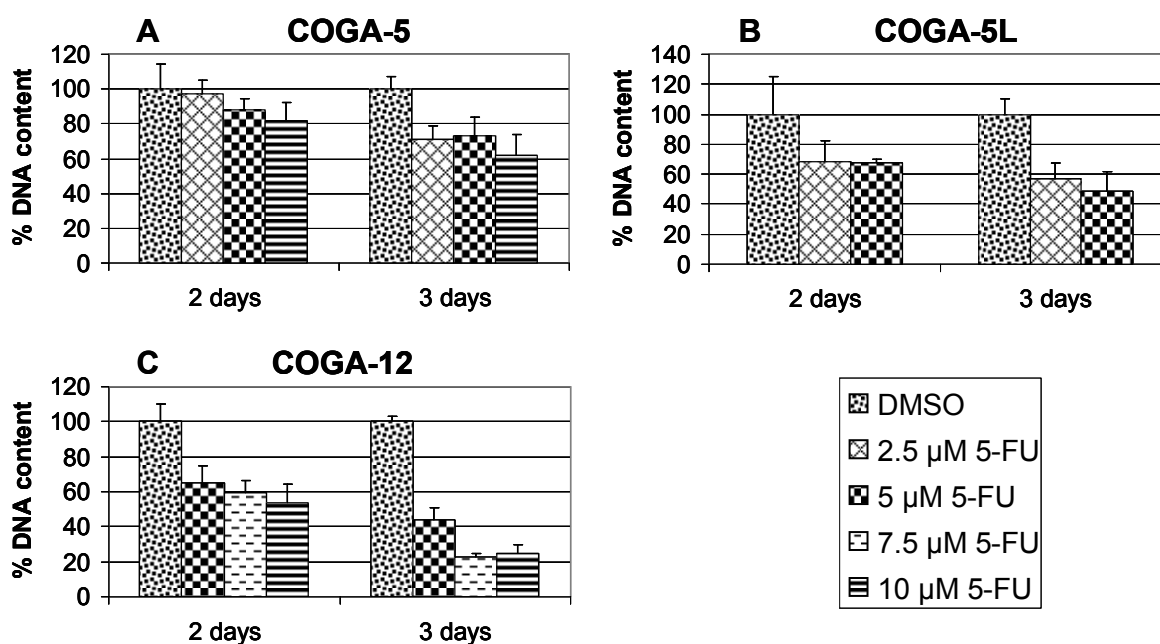 A COGA-5
% DNA content
120
100
80
60
40
20
0
2 days 3 days
B COGA-5L
% DNA content
140
120
100
80
60
40
20
0
2 days 3 days
C COGA-12
% DNA content
120
100
80
60
40
20
0
2 days 3 days
DMSO
2.5 µM 5-FU
5 µM 5-FU
7.5 µM 5-FU
10 µM 5-FU